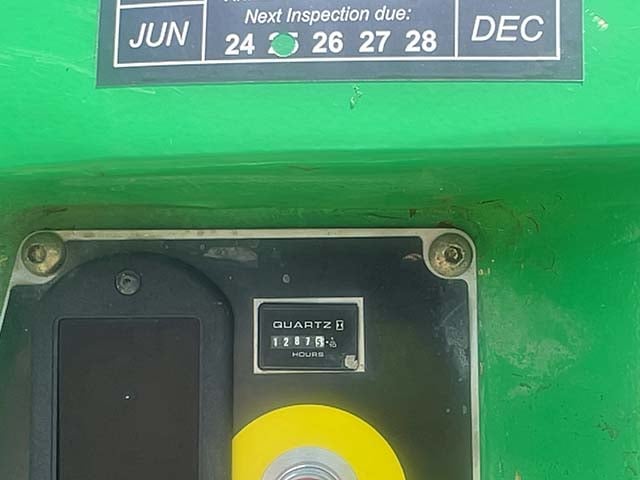 Next Inspection due:
JUN 24 26 27 28 DEC
QUARTZ
1287
HOURS